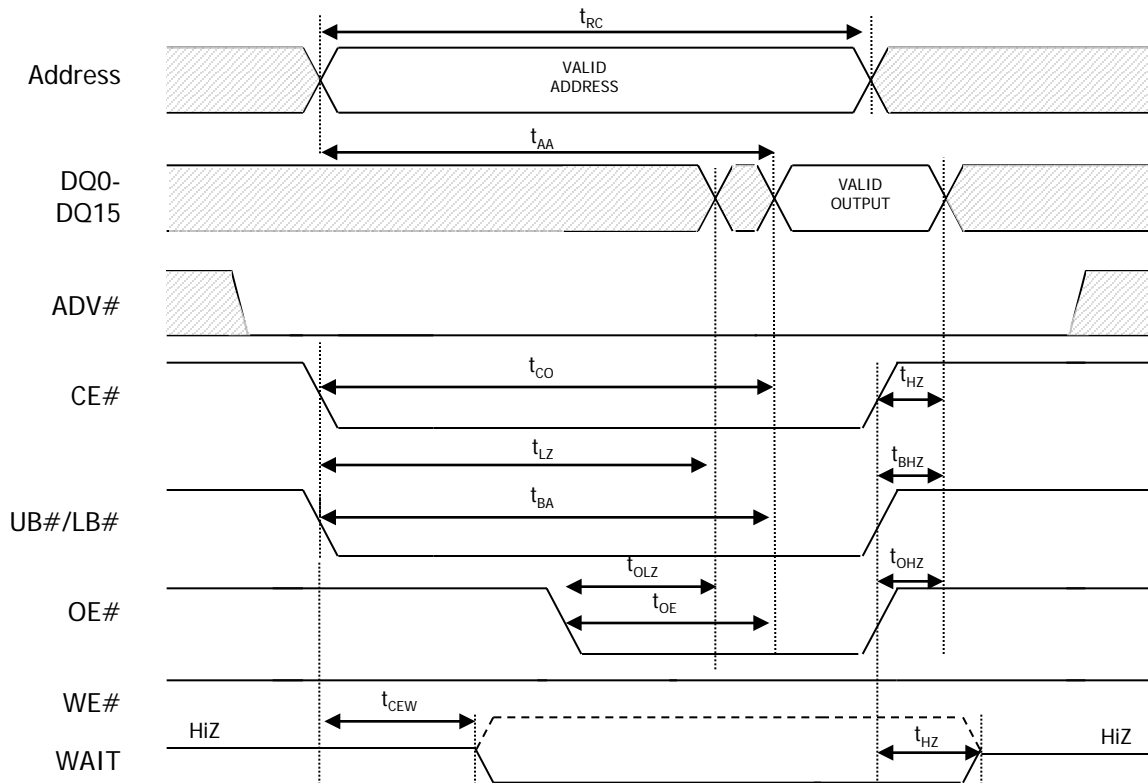 tRC
Address
VALID
ADDRESS
tAA
DQ0-
DQ15
VALID
OUTPUT
ADV#
tCO
tHZ
CE#
tLZ
tBHZ
tBA
UB#/LB#
tOLZ
tOHZ
OE#
tOE
WE#
tCEW
HiZ
tHZ
HiZ
WAIT